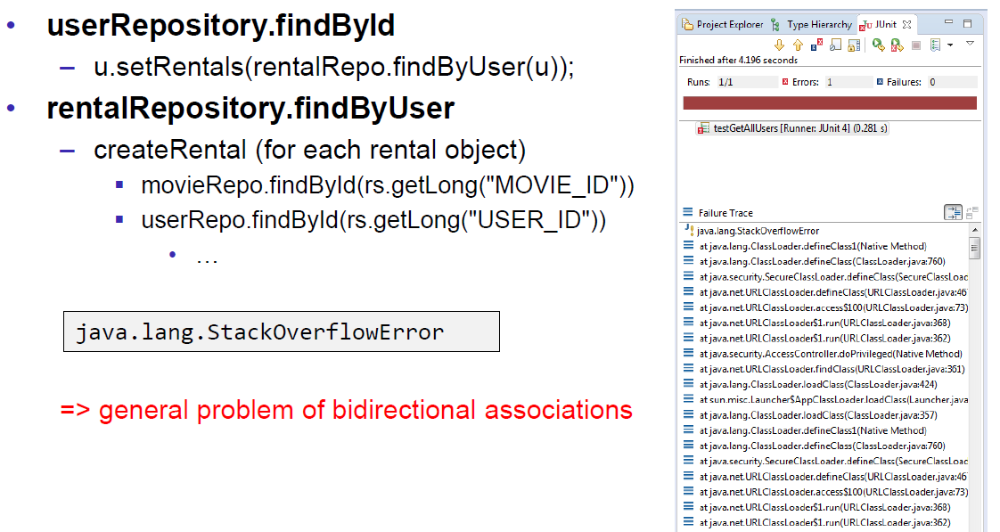 • userRepository.findById
– u.setRentals(rentalRepo.findByUser(u));
• rentalRepository.findByUser
– createRental (for each rental object)
▪ movieRepo.findById(rs.getLong("MOVIE_ID"))
▪ userRepo.findById(rs.getLong("USER_ID"))
• …
java.lang.StackOverflowError
=> general problem of bidirectional associations
Project Explorer Type Hierarchy JUnit
Finished after 4.196 seconds
Runs: 1/1 Errors: 1 Failures: 0
testGetAllUsers [Runner: JUnit 4] (0.281 s)
Failure Trace
java.lang.StackOverflowError
at java.lang.ClassLoader.defineClass1(Native Method)
at java.lang.ClassLoader.defineClass(ClassLoader.java:760)
at java.security.SecureClassLoader.defineClass(SecureClassLoac
at java.net.URLClassLoader.defineClass(URLClassLoader.java:46
at java.net.URLClassLoader.access$100(URLClassLoader.java:73)
at java.net.URLClassLoader$1.run(URLClassLoader.java:368)
at java.net.URLClassLoader$1.run(URLClassLoader.java:362)
at java.security.AccessController.doPrivileged(Native Method)
at java.net.URLClassLoader.findClass(URLClassLoader.java:361)
at java.lang.ClassLoader.loadClass(ClassLoader.java:424)
at sun.misc.Launcher$AppClassLoader.loadClass(Launcher.java
at java.lang.ClassLoader.loadClass(ClassLoader.java:357)
at java.lang.ClassLoader.defineClass1(Native Method)
at java.lang.ClassLoader.defineClass(ClassLoader.java:760)
at java.security.SecureClassLoader.defineClass(SecureClassLoac
at java.net.URLClassLoader.defineClass(URLClassLoader.java:46
at java.net.URLClassLoader.access$100(URLClassLoader.java:73)
at java.net.URLClassLoader$1.run(URLClassLoader.java:368)
at java.net.URLClassLoader$1.run(URLClassLoader.java:362)